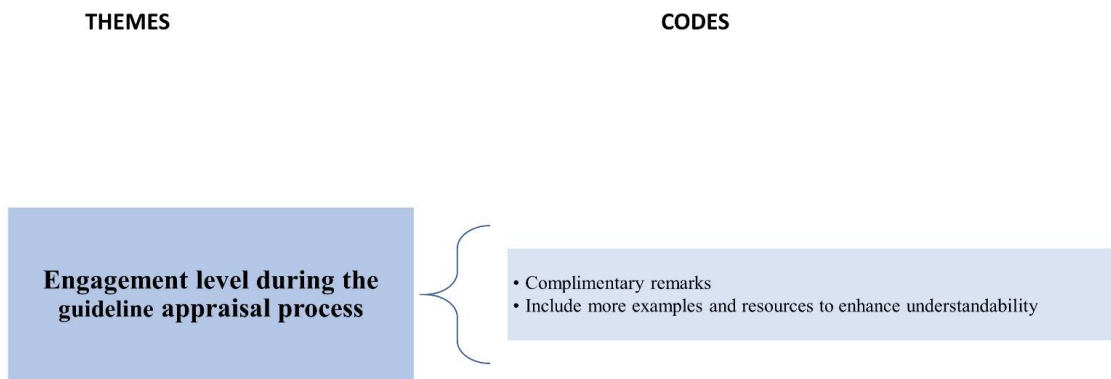 THEMES
CODES
Engagement level during the
guideline appraisal process
• Complimentary remarks
• Include more examples and resources to enhance understandability